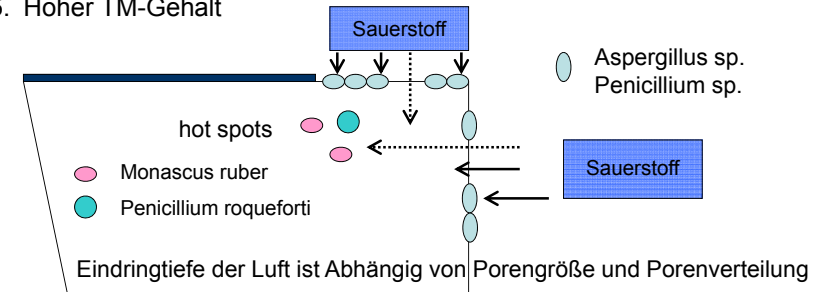 5. Hoher TM-Gehalt
Sauerstoff
Aspergillus sp.
Penicillium sp.
hot spots
Sauerstoff
Monascus ruber
Penicillium roqueforti
Eindringtiefe der Luft ist Abhängig von Porengröße und Porenverteilung